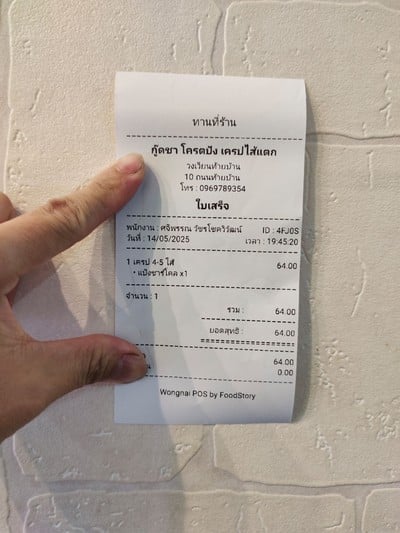 ทานที่ร้าน
กู๊ดชา โครตปัง เครปไส้แตก
วงเวียนท้ายบ้าน
10 ถนนท้ายบ้าน
โทร : 0969789354
ใบเสร็จ
พนักงาน : ศจิพรรณ วัชรโชควิวัฒน์ ID : 4FJ0S
วันที่ : 14/05/2025 เวลา : 19:45:20
1 เครป 4-5 ไส้ 64.00
• แป้งชาร์โคล x1
จำนวน : 1
รวม : 64.00
ยอดสุทธิ : 64.00
64.00
0.00
Wongnai POS by FoodStory